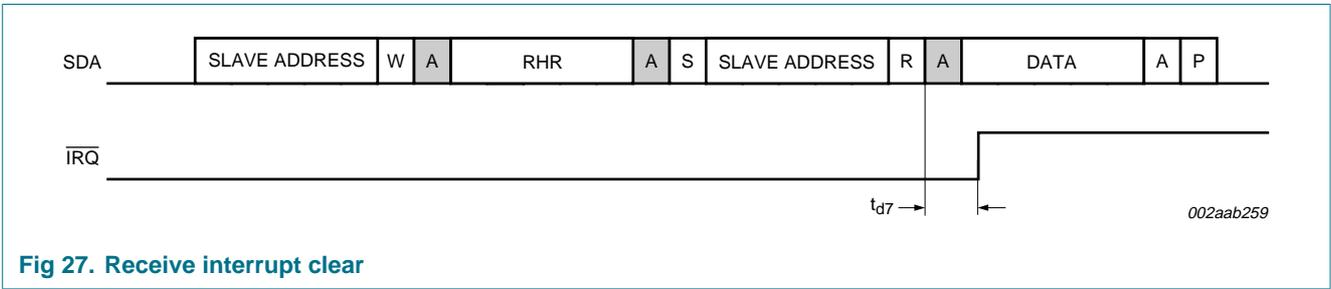 SDA SLAVE ADDRESS W A RHR A S SLAVE ADDRESS R A DATA A P
IRQ
td7
002aab259
Fig 27. Receive interrupt clear